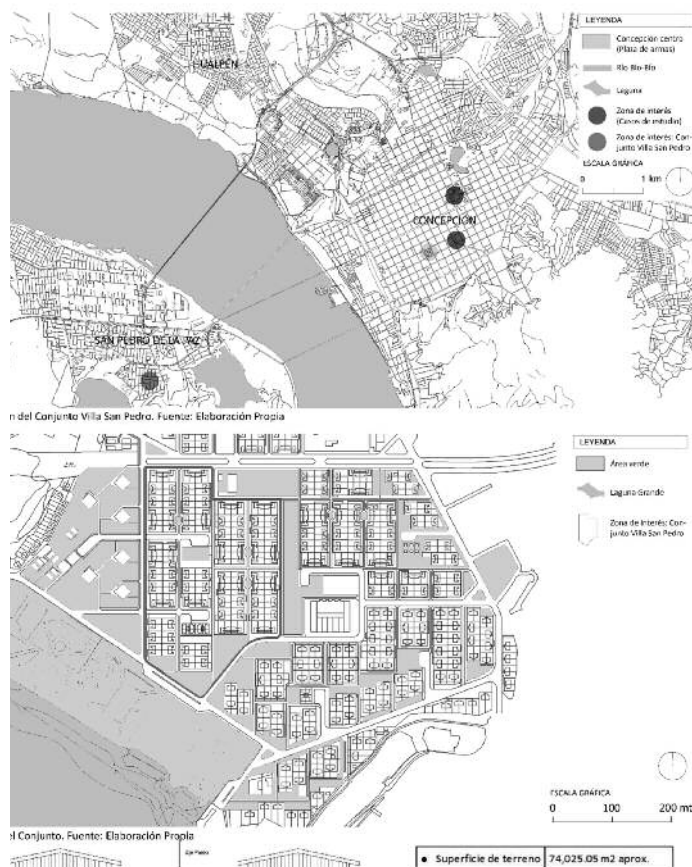 LEYENDA
Concepción centro
(Plaza de armas)
Río Bío-Bío
Laguna
Zona de interés
(Casos de estudio)
Zona de interés: Con-
junto Villa San Pedro
ESCALA GRÁFICA
0 1 km
HUALPÉN
CONCEPCIÓN
SAN PEDRO DE LA PAZ
n del Conjunto Villa San Pedro. Fuente: Elaboración Propia
LEYENDA
Área verde
Laguna Grande
Zona de Interés: Con-
junto Villa San Pedro
ESCALA GRÁFICA
0 100 200 mt
el Conjunto. Fuente: Elaboración Propia
• Superficie de terreno 74,025.05 m2 aprox.